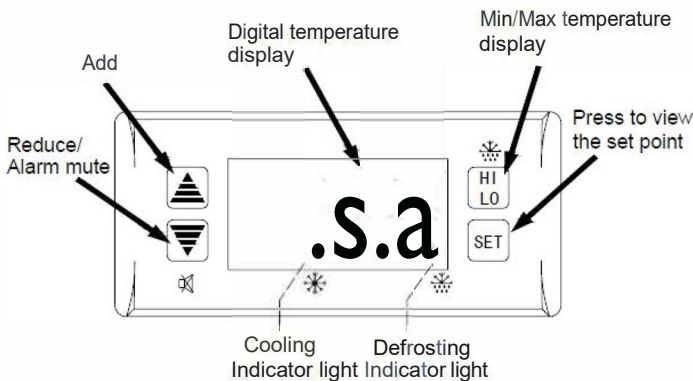 Digital temperature
display
Min/Max temperature
display
Add
Press to view
the set point
Reduce/
Alarm mute
HI
LO
.s.a
SET
Cooling
Indicator light
Defrosting
Indicator light